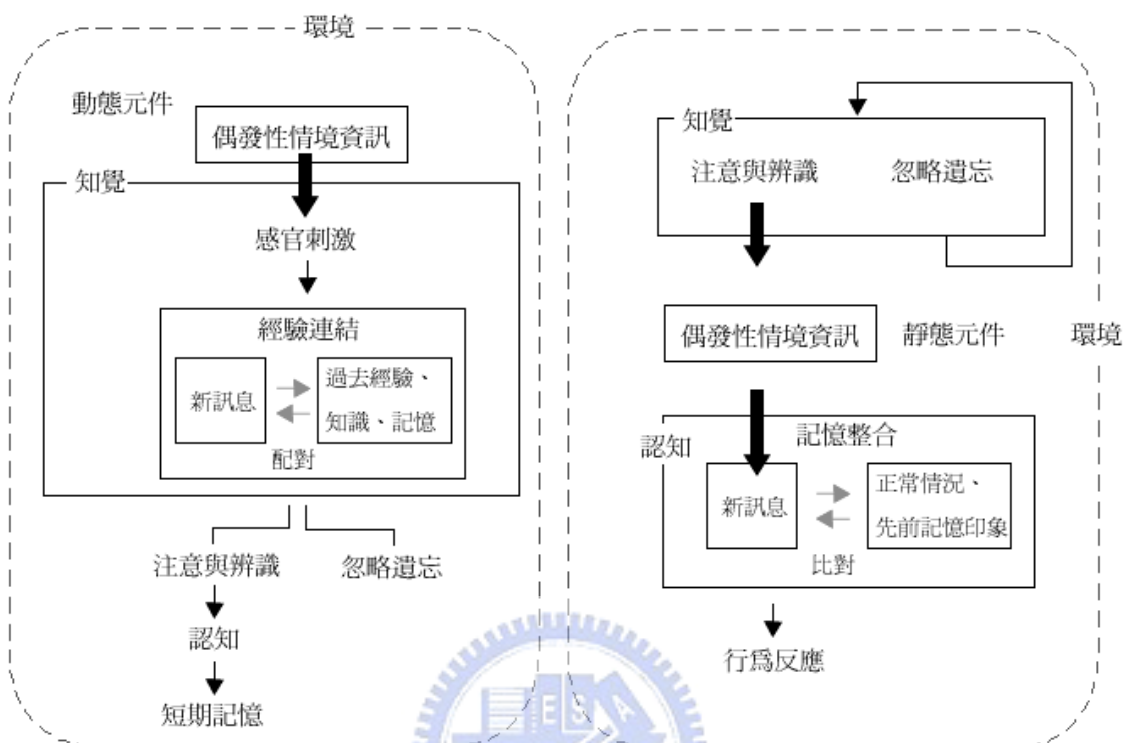 環境
動態元件
偶發性情境資訊
知覺
感官刺激
經驗連結
新訊息
過去經驗、
知識、記憶
配對
注意與辨識
忽略遺忘
認知
短期記憶
知覺
注意與辨識
忽略遺忘
偶發性情境資訊
靜態元件
環境
認知
記憶整合
新訊息
正常情況、
先前記憶印象
比對
行為反應
E S A